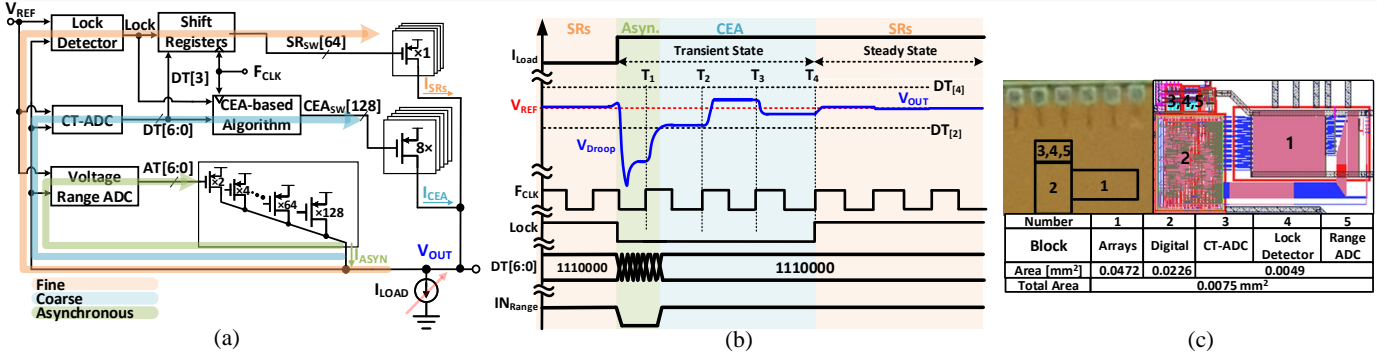 V_REF
Lock Detector
Lock
Shift Registers
SR_SW[64]
×1
I_SRs
DT[3]
F_CLK
CT-ADC
DT[6:0]
CEA-based Algorithm
CEA_SW[128]
8×
I_CEA
Voltage Range ADC
AT[6:0]
×2
×4
×64
×128
I_ASYN
V_OUT
I_LOAD
Fine
Coarse
Asynchronous
(a)
SRs
Asyn.
CEA
SRs
I_Load
Transient State
Steady State
T_1
T_2
T_3
T_4
DT_[4]
V_REF
V_OUT
DT_[2]
V_Droop
F_CLK
Lock
DT[6:0]
1110000
1110000
IN_Range
(b)
3,4,5
2
1
3,4,5
2
1
Number 1 2 3 4 5
Block Arrays Digital CT-ADC Lock Detector Range ADC
Area [mm²] 0.0472 0.0226 0.0049
Total Area 0.0075 mm²
(c)